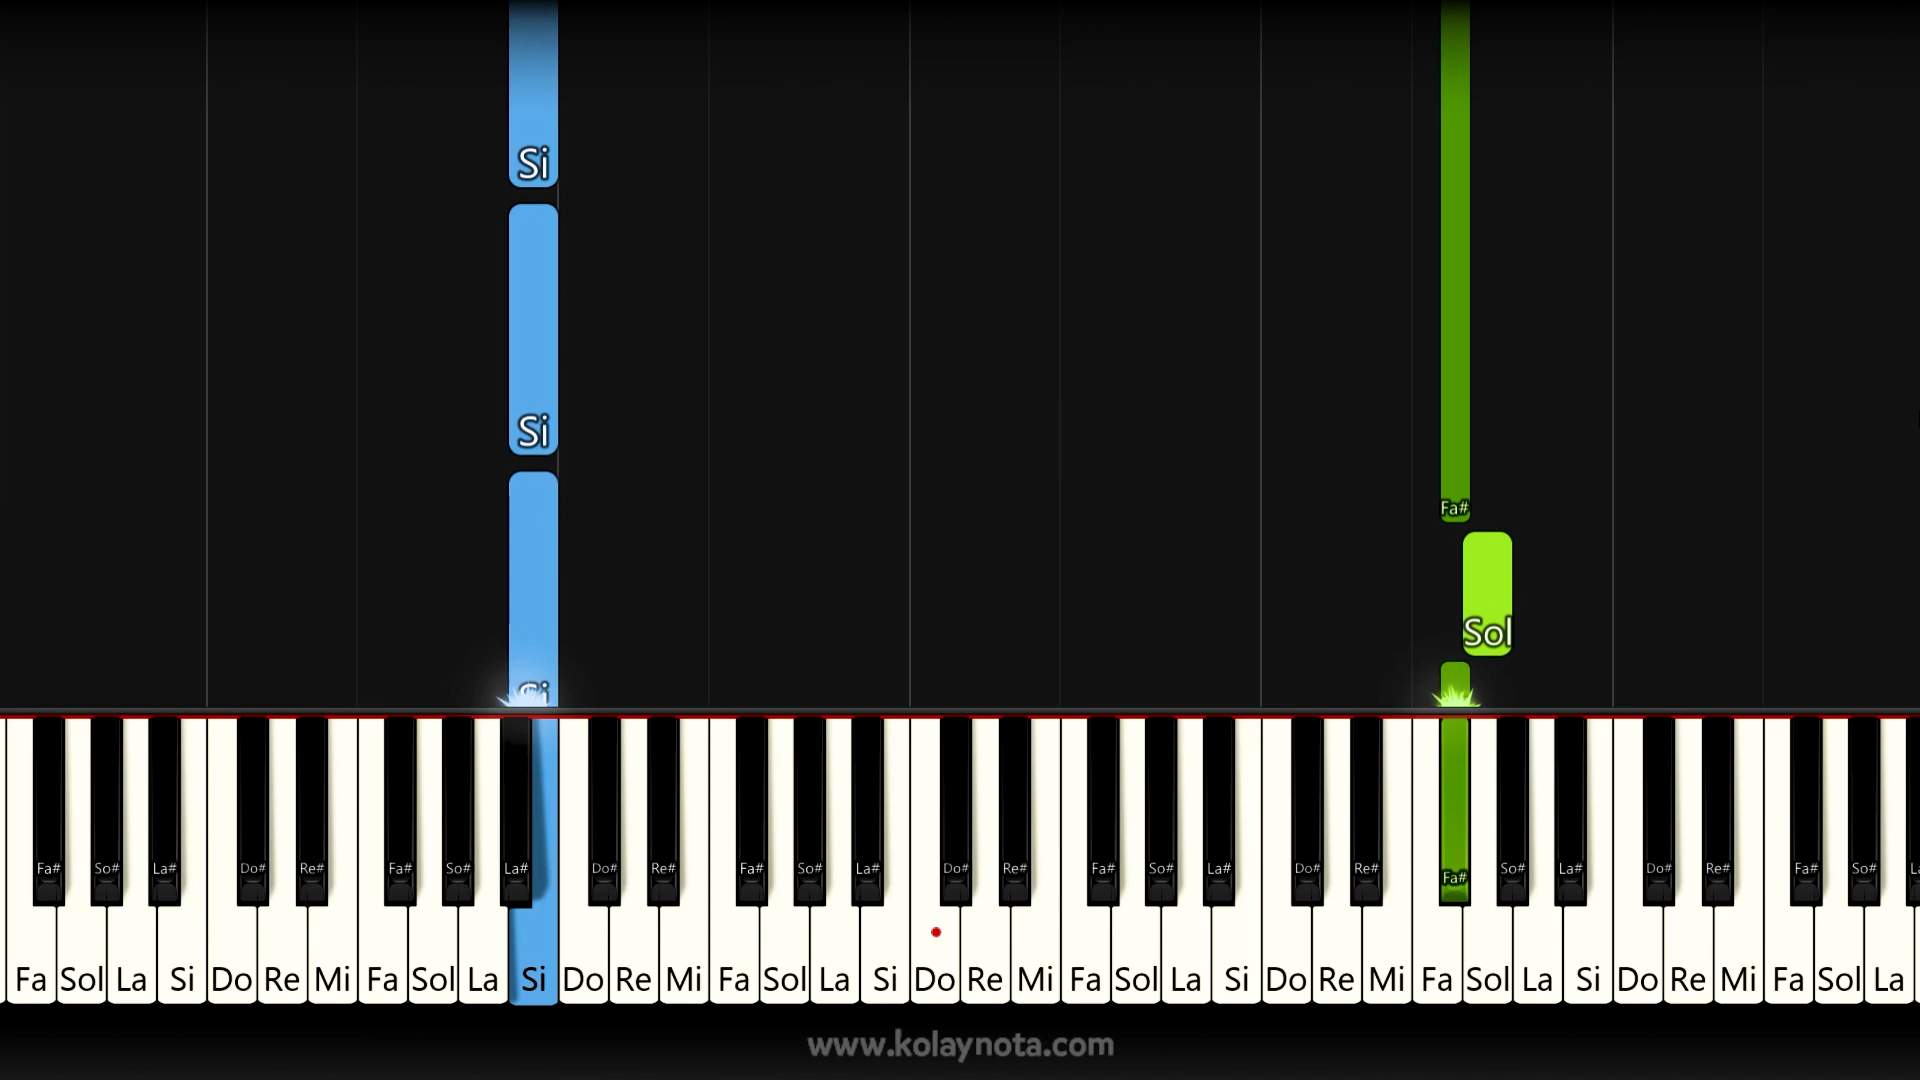 Si
Si
Fa#
Sol
Si
Fa# So# La# Do# Re# Fa# So# La# Do# Re# Fa# So# La# Do# Re# Fa# So# La# Do# Re# Fa# So# La# Do# Re# Fa# So#
Fa Sol La Si Do Re Mi Fa Sol La Si Do Re Mi Fa Sol La Si Do Re Mi Fa Sol La Si Do Re Mi Fa Sol La Si Do Re Mi Fa Sol La
www.kolaynota.com